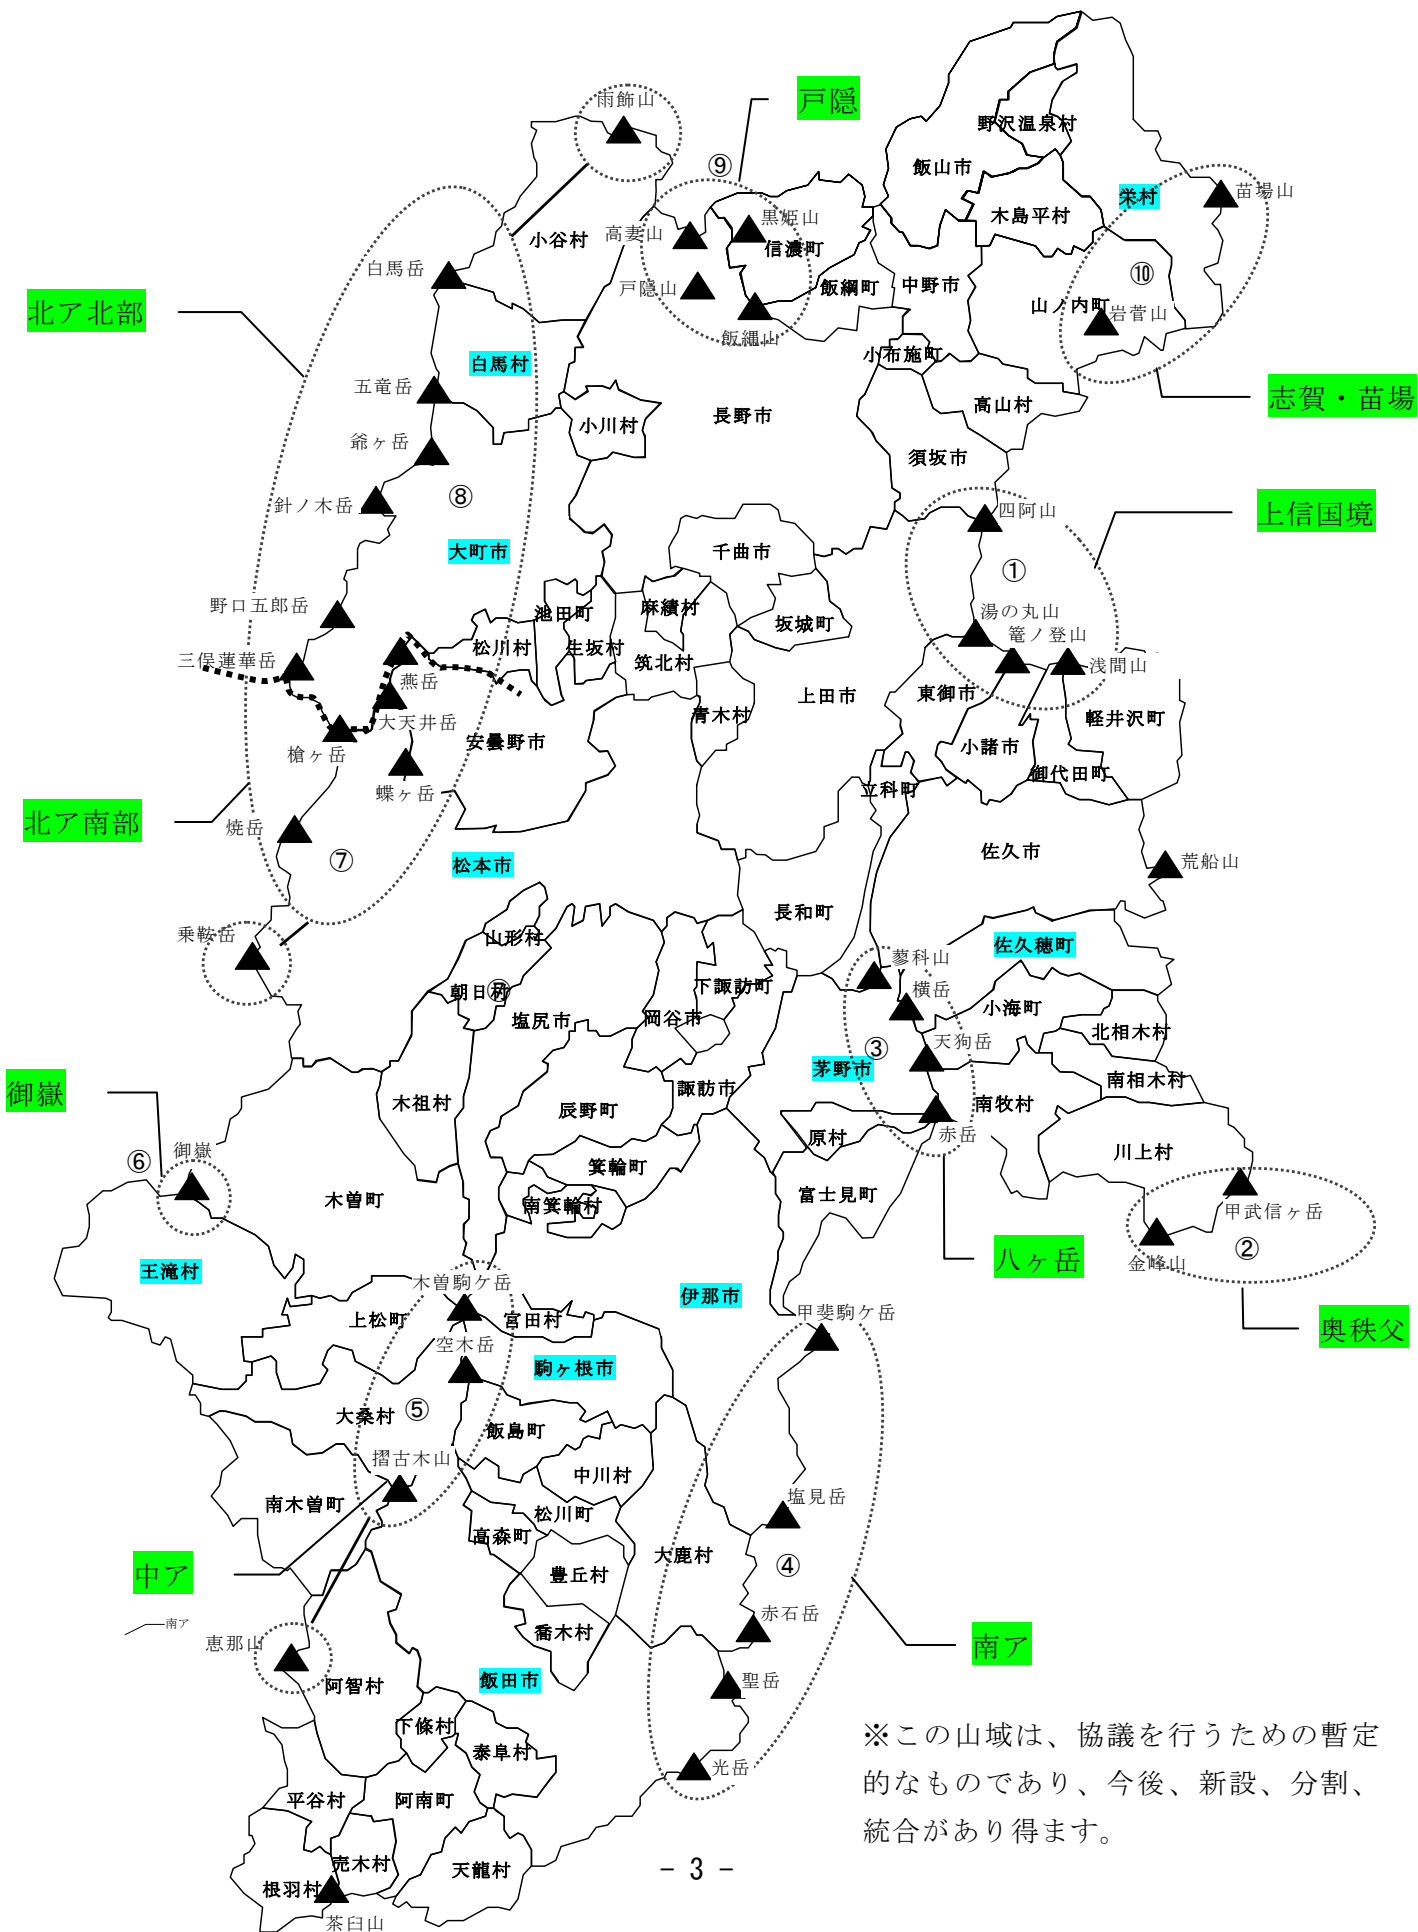 雨飾山
戸隠
野沢温泉村
飯山市
⑨
栄村
苗場山
木島平村
黒姫山
高妻山
小谷村
信濃町
白馬岳
⑩
戸隠山
飯綱町
中野市
北ア北部
山ノ内町
岩菅山
飯縄山
小布施町
白馬村
五竜岳
高山村
志賀・苗場
長野市
小川村
爺ヶ岳
須坂市
⑧
針ノ木岳
四阿山
上信国境
大町市
千曲市
①
野口五郎岳
池田町
麻績村
湯の丸山
坂城町
篭ノ登山
松川村
生坂村
筑北村
三俣蓮華岳
浅間山
燕岳
上田市
東御市
青木村
大天井岳
軽井沢町
安曇野市
小諸市
槍ヶ岳
御代田町
蝶ヶ岳
立科町
北ア南部
焼岳
⑦
佐久市
松本市
荒船山
長和町
乗鞍岳
山形村
佐久穂町
蓼科山
下諏訪町
朝日村
横岳
小海町
塩尻市
岡谷市
北相木村
③
天狗岳
茅野市
南相木村
諏訪市
御嶽
木祖村
辰野町
南牧村
赤岳
原村
御嶽
⑥
箕輪町
川上村
木曽町
富士見町
南箕輪村
甲武信ヶ岳
②
八ヶ岳
金峰山
王滝村
木曽駒ケ岳
伊那市
上松町
宮田村
甲斐駒ケ岳
奥秩父
空木岳
駒ヶ根市
大桑村
⑤
飯島町
摺古木山
中川村
塩見岳
南木曽町
松川町
高森町
大鹿村
④
中ア
豊丘村
南ア
赤石岳
喬木村
恵那山
南ア
阿智村
飯田市
聖岳
下條村
泰阜村
光岳
※この山域は、協議を行うための暫定
的なものであり、今後、新設、分割、
統合があり得ます。
平谷村
阿南町
売木村
天龍村
根羽村
茶臼山
- 3 -